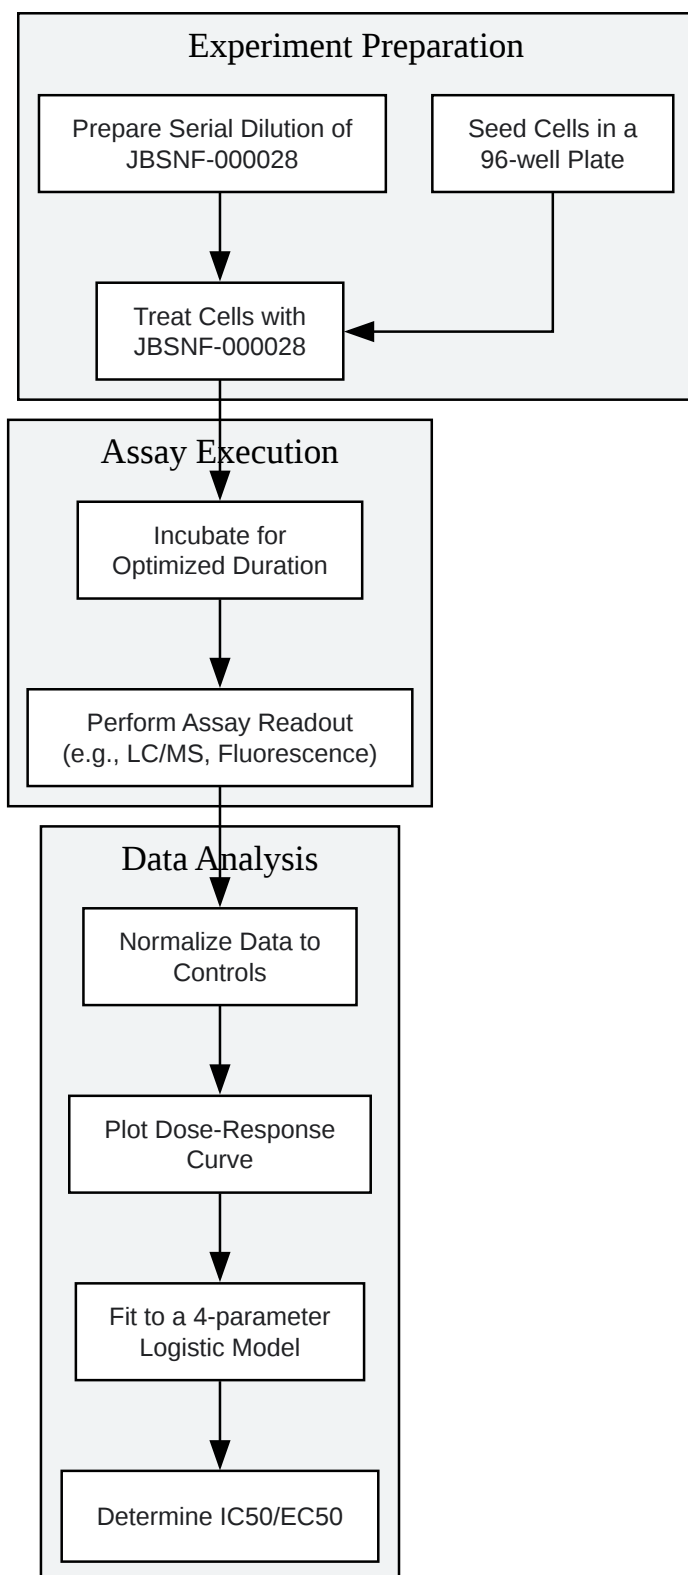 Experiment Preparation
Prepare Serial Dilution of
JBSNF-000028
Seed Cells in a
96-well Plate
Treat Cells with
JBSNF-000028
Assay Execution
Incubate for
Optimized Duration
Perform Assay Readout
(e.g., LC/MS, Fluorescence)
Data Analysis
Normalize Data to
Controls
Plot Dose-Response
Curve
Fit to a 4-parameter
Logistic Model
Determine IC50/EC50